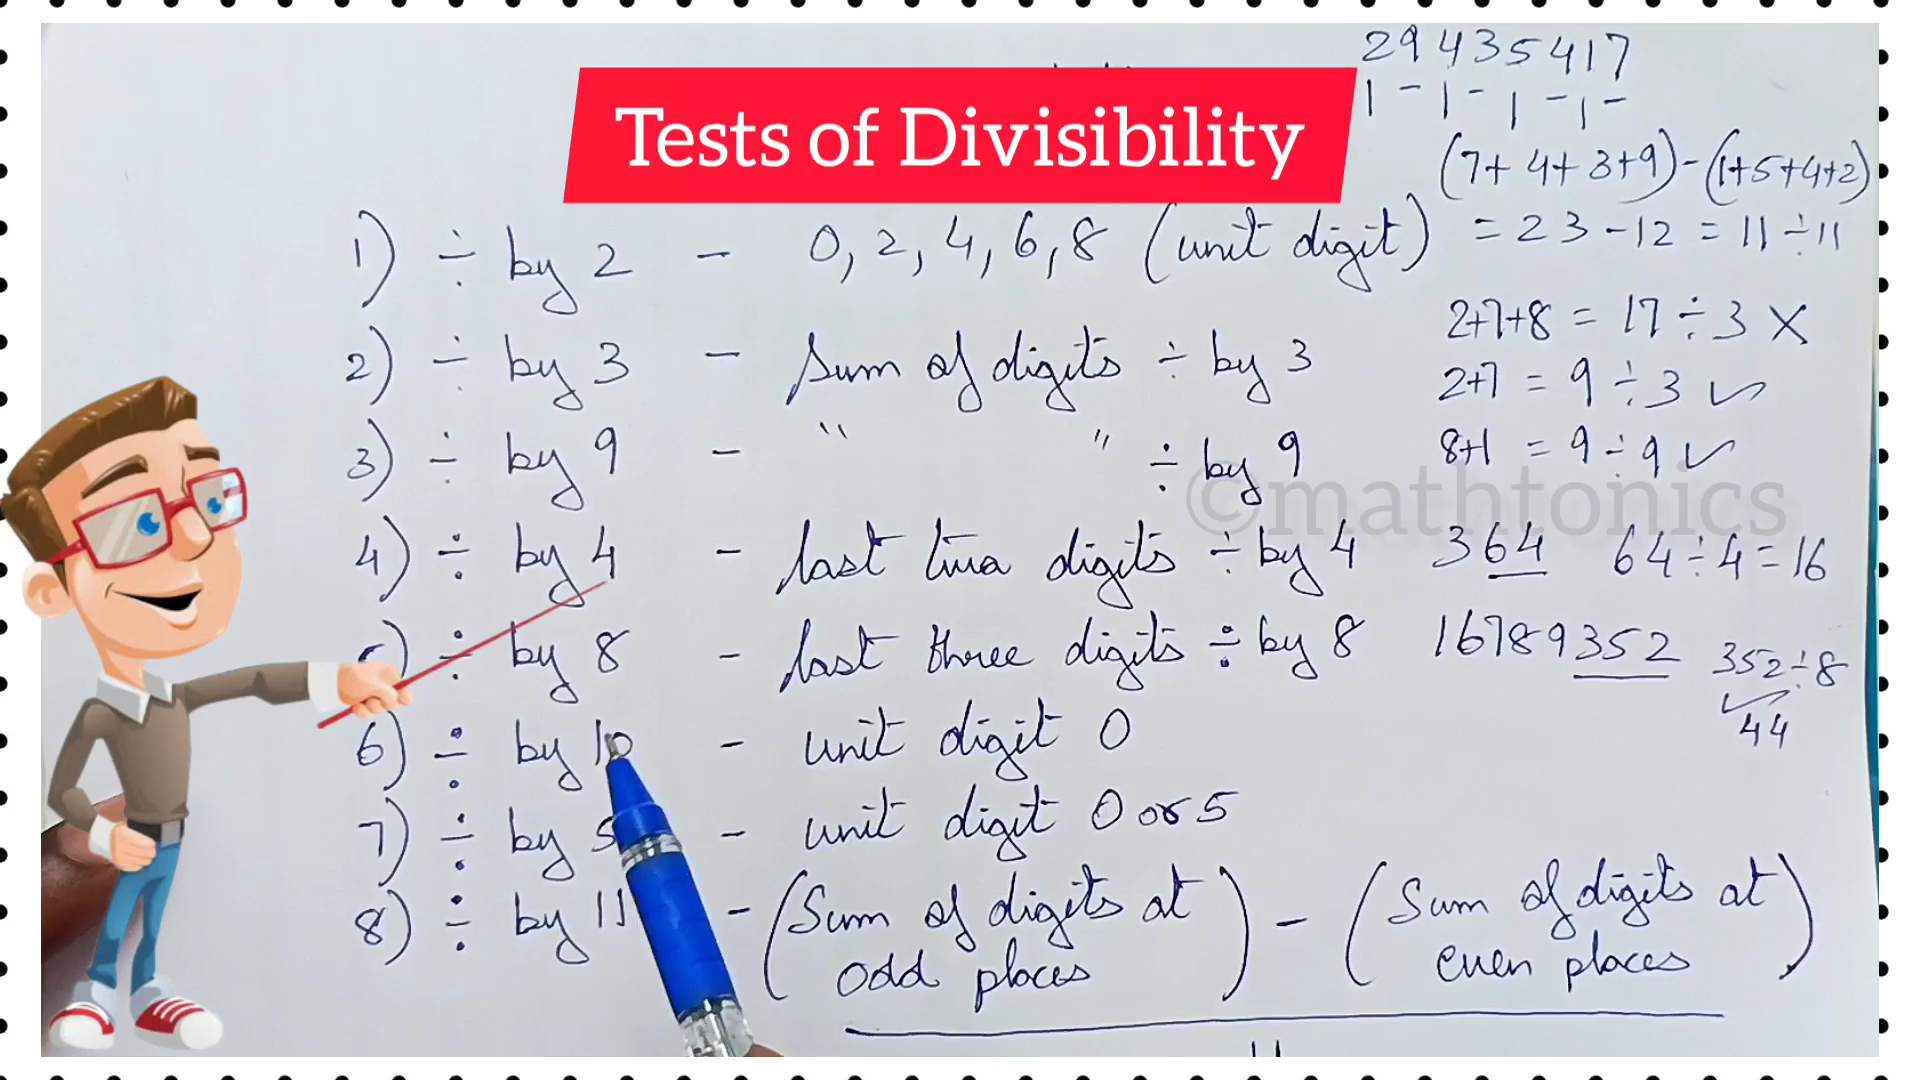 29435417
Tests of Divisibility
(7+4+3+9)-(1+5+4+2)
= 23-12 = 11÷11
1) ÷ by 2 - 0, 2, 4, 6, 8 (unit digit)
2+7+8 = 17÷3 X
2) ÷ by 3 - Sum of digits ÷ by 3
2+7 = 9÷3 ✓
3) ÷ by 9 - " " ÷ by 9
8+1 = 9÷9 ✓
©mathtonics
4) ÷ by 4 - last two digits ÷ by 4
364 64÷4=16
÷ by 8 - last three digits ÷ by 8
16789352 352÷8
44
6) ÷ by 10 - unit digit 0
7) ÷ by 5 - unit digit 0 or 5
8) ÷ by 11 - (Sum of digits at odd places) - (Sum of digits at even places)